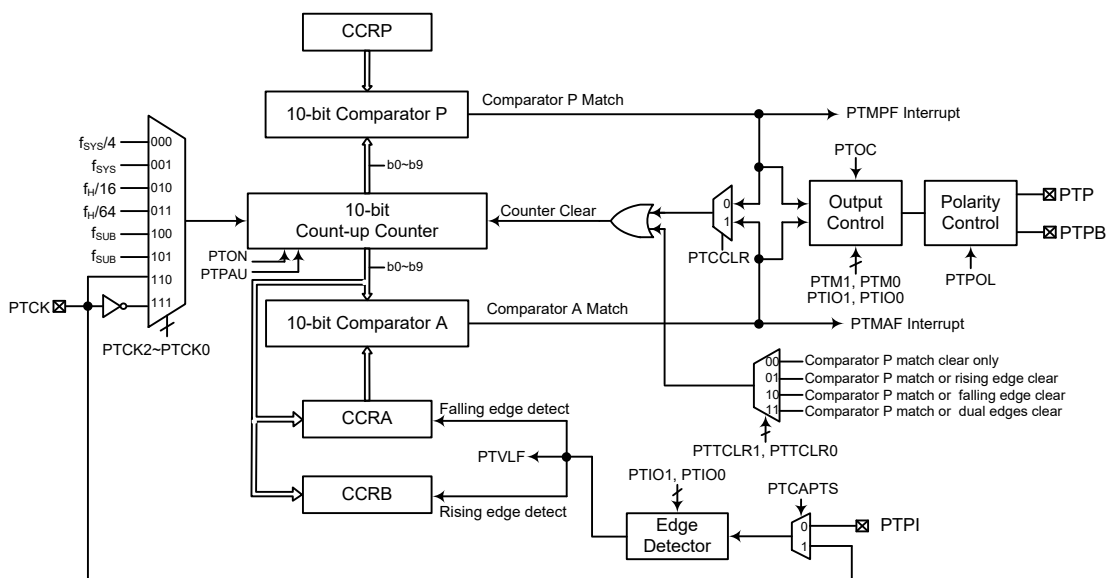 CCRP
10-bit Comparator P
Comparator P Match
PTMPF Interrupt
b0~b9
fSYS/4
000
fSYS
001
fH/16
010
fH/64
011
fSUB
100
fSUB
101
110
111
PTCK
PTCK2~PTCK0
10-bit
Count-up Counter
PTON
PTPAU
b0~b9
Counter Clear
0
1
PTCCLR
PTOC
Output
Control
PTM1, PTM0
PTIO1, PTIO0
Polarity
Control
PTPOL
PTP
PTPB
10-bit Comparator A
Comparator A Match
PTMAF Interrupt
00
Comparator P match clear only
01
Comparator P match or rising edge clear
10
Comparator P match or falling edge clear
11
Comparator P match or dual edges clear
PTTCLR1, PTTCLR0
CCRA
Falling edge detect
PTVLF
CCRB
Rising edge detect
PTIO1, PTIO0
Edge
Detector
PTCAPTS
0
1
PTPI